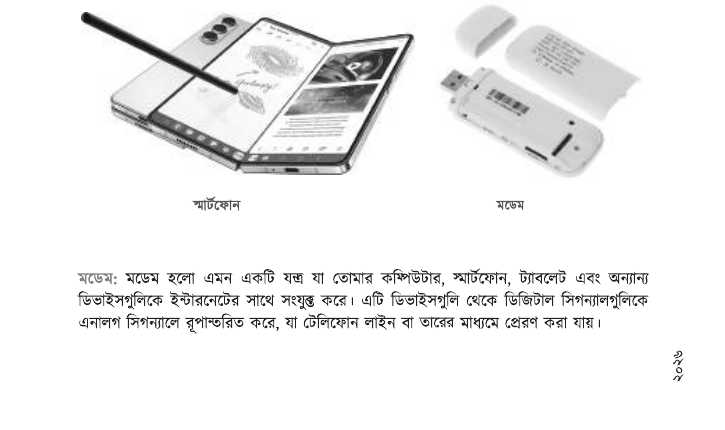 স্মার্টফোন
মডেম
মডেম: মডেম হলো এমন একটি যন্ত্র যা তোমার কম্পিউটার, স্মার্টফোন, ট্যাবলেট এবং অন্যান্য
ডিভাইসগুলিকে ইন্টারনেটের সাথে সংযুক্ত করে। এটি ডিভাইসগুলি থেকে ডিজিটাল সিগন্যালগুলিকে
এনালগ সিগন্যালে রূপান্তরিত করে, যা টেলিফোন লাইন বা তারের মাধ্যমে প্রেরণ করা যায়।
২০২৬